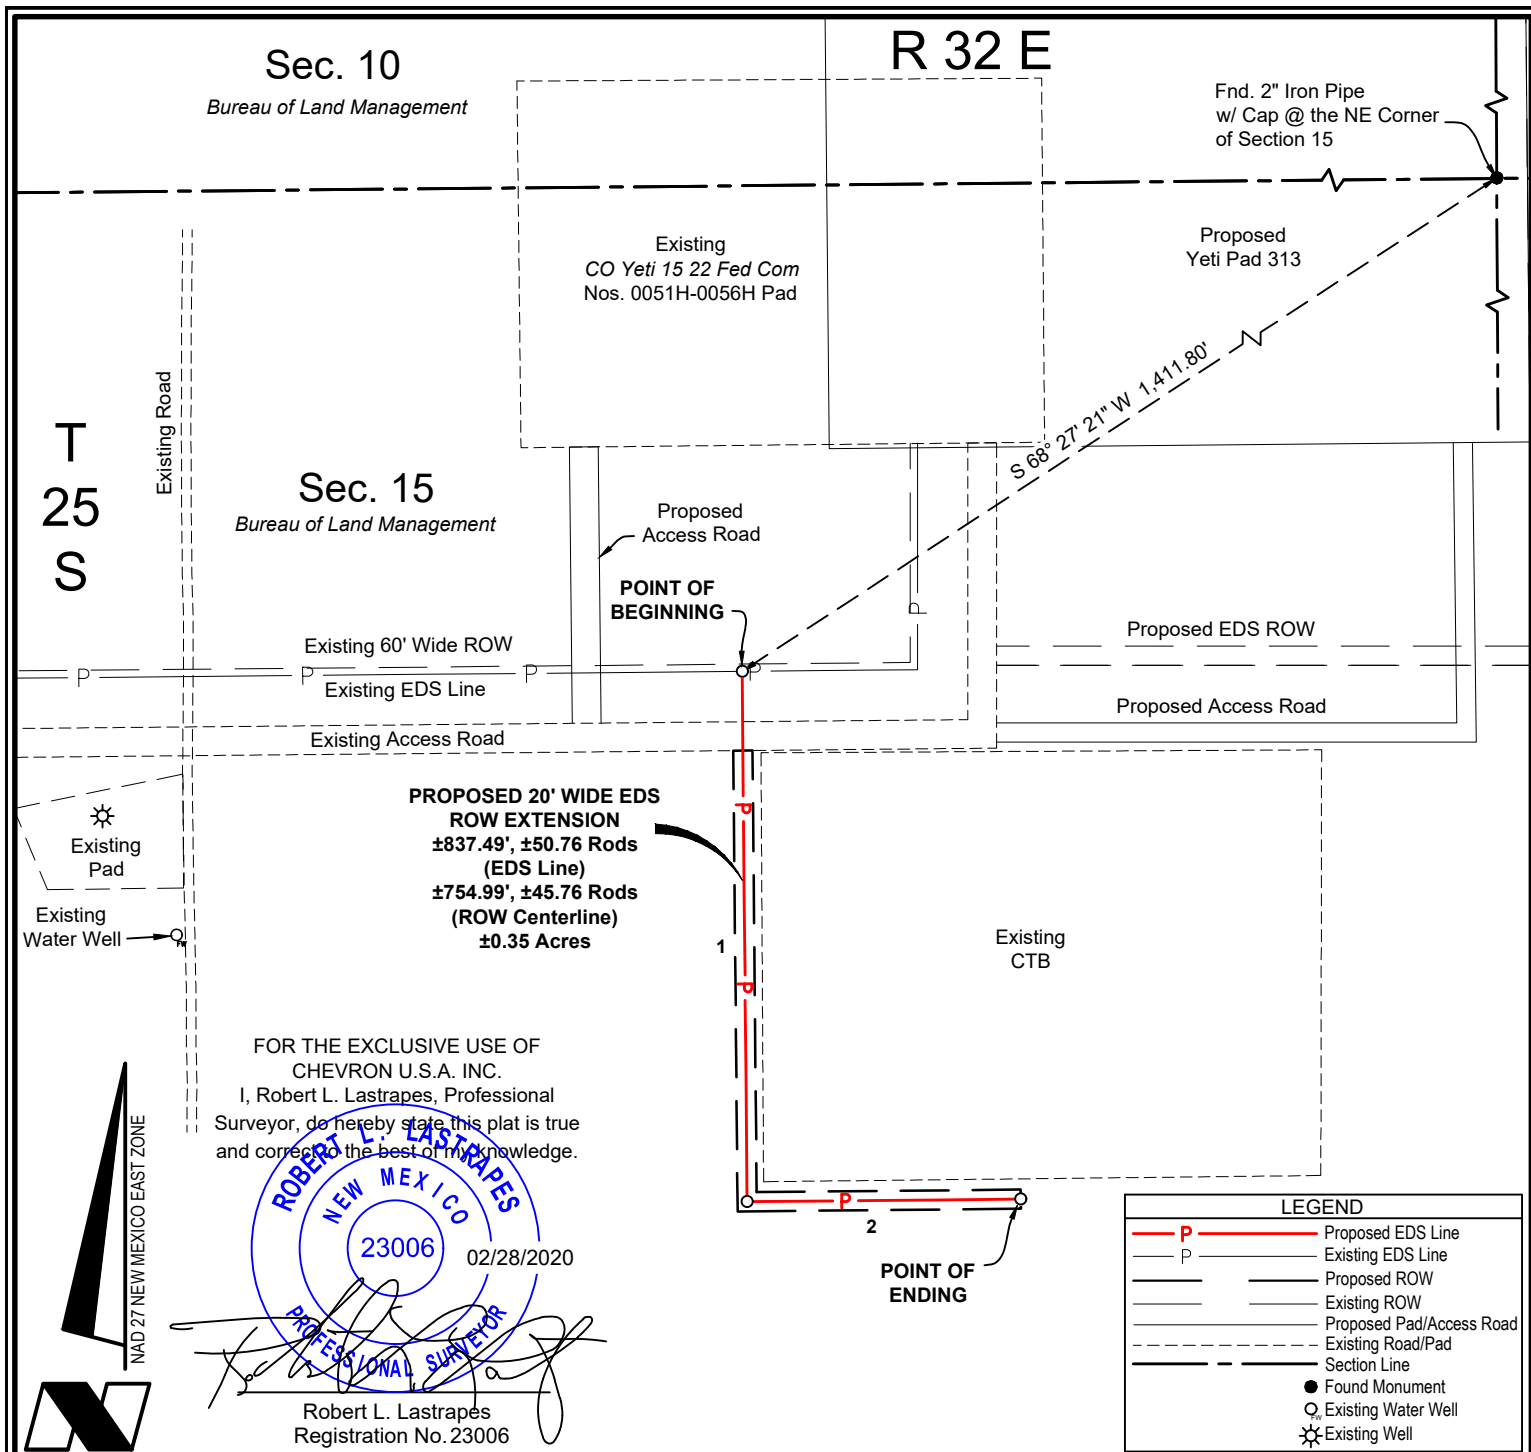 Sec. 10
Bureau of Land Management
R 32 E
Fnd. 2" Iron Pipe
w/ Cap @ the NE Corner
of Section 15
Existing
CO Yeti 15 22 Fed Com
Nos. 0051H-0056H Pad
Proposed
Yeti Pad 313
S 68° 27' 21" W 1,411.80'
Existing Road
T
25
S
Sec. 15
Bureau of Land Management
Proposed
Access Road
POINT OF
BEGINNING
P
Existing 60' Wide ROW
P
P
P
P
Existing EDS Line
Proposed EDS ROW
Proposed Access Road
Existing Access Road
PROPOSED 20' WIDE EDS
ROW EXTENSION
±837.49', ±50.76 Rods
(EDS Line)
±754.99', ±45.76 Rods
(ROW Centerline)
±0.35 Acres
P
Existing
Pad
Existing
Water Well
FW
1
P
Existing
CTB
FOR THE EXCLUSIVE USE OF
CHEVRON U.S.A. INC.
I, Robert L. Lastrapes, Professional
Surveyor, do hereby state this plat is true
and correct to the best of my knowledge.
ROBERT L. LASTRAPES
NEW MEXICO
23006
PROFESSIONAL SURVEYOR
02/28/2020
Robert L. Lastrapes
Registration No. 23006
NAD 27 NEW MEXICO EAST ZONE
P
2
POINT OF
ENDING
LEGEND
P Proposed EDS Line
P Existing EDS Line
Proposed ROW
Existing ROW
Proposed Pad/Access Road
Existing Road/Pad
Section Line
Found Monument
FW Existing Water Well
Existing Well